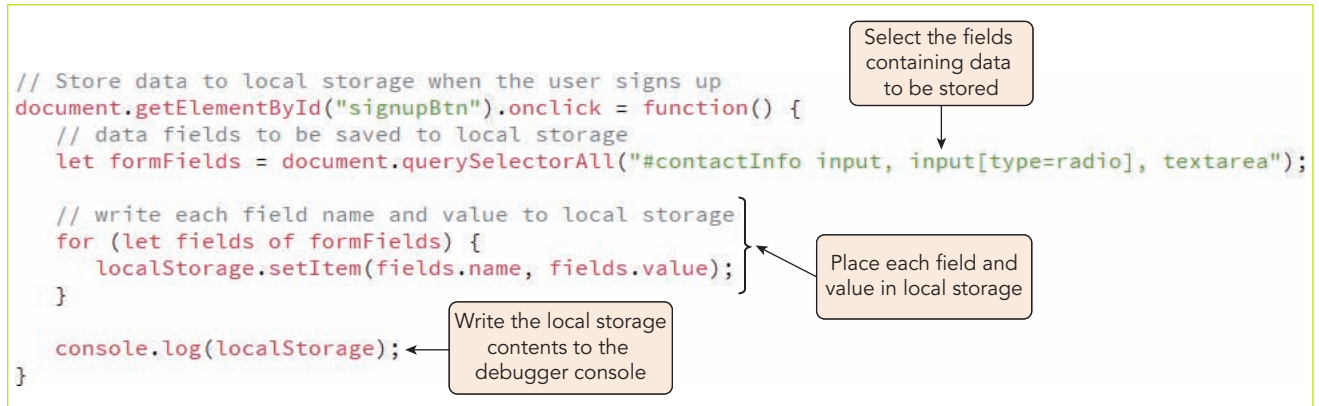 Select the fields
containing data
to be stored
// Store data to local storage when the user signs up
document.getElementById("signupBtn").onclick = function() {
   // data fields to be saved to local storage
   let formFields = document.querySelectorAll("#contactInfo input, input[type=radio], textarea");
   // write each field name and value to local storage
   for (let fields of formFields) {
      localStorage.setItem(fields.name, fields.value);
   }
Place each field and
value in local storage
   console.log(localStorage);
Write the local storage
contents to the
debugger console
}